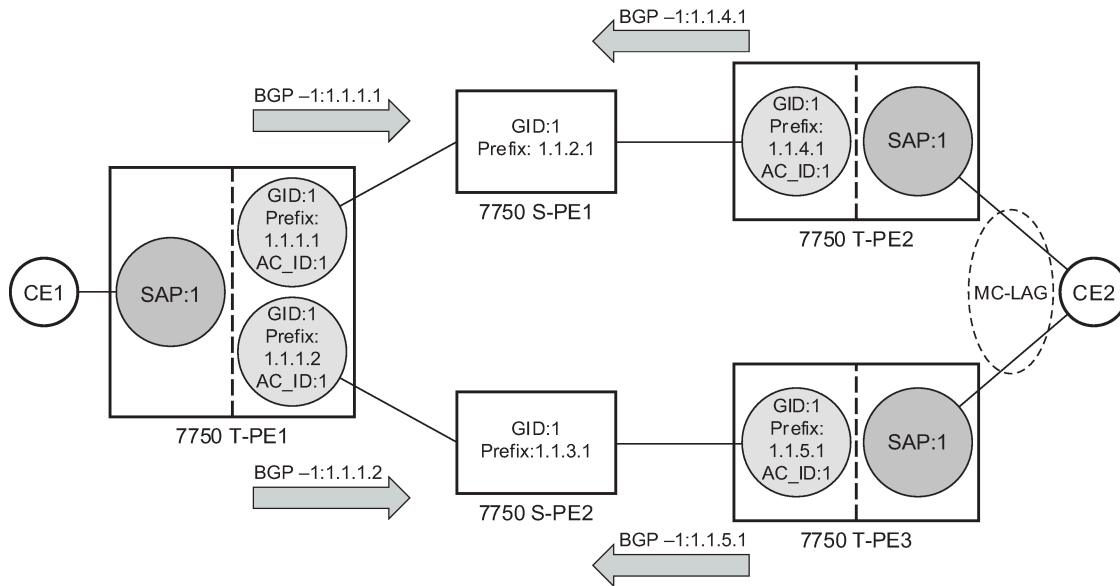 BGP –1:1.1.4.1
BGP –1:1.1.1.1
GID:1
Prefix: 1.1.2.1
7750 S-PE1
GID:1
Prefix:
1.1.4.1
AC_ID:1
SAP:1
7750 T-PE2
CE1
SAP:1
GID:1
Prefix:
1.1.1.1
AC_ID:1
GID:1
Prefix:
1.1.1.2
AC_ID:1
7750 T-PE1
MC-LAG
CE2
BGP –1:1.1.1.2
GID:1
Prefix:1.1.3.1
7750 S-PE2
GID:1
Prefix:
1.1.5.1
AC_ID:1
SAP:1
7750 T-PE3
BGP –1:1.1.5.1